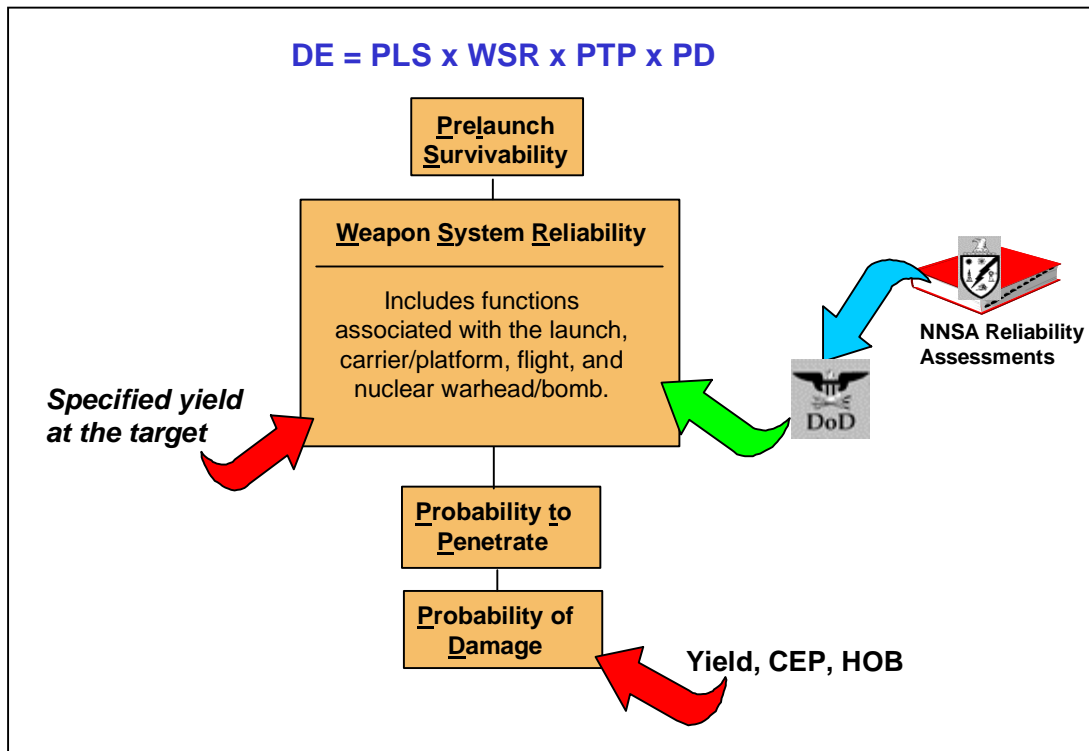 DE = PLS x WSR x PTP x PD
Prelaunch
Survivability
Weapon System Reliability
Includes functions
associated with the launch,
carrier/platform, flight, and
nuclear warhead/bomb.
NNSA Reliability
Assessments
Specified yield
at the target
DoD
Probability to
Penetrate
Probability of
Damage
Yield, CEP, HOB